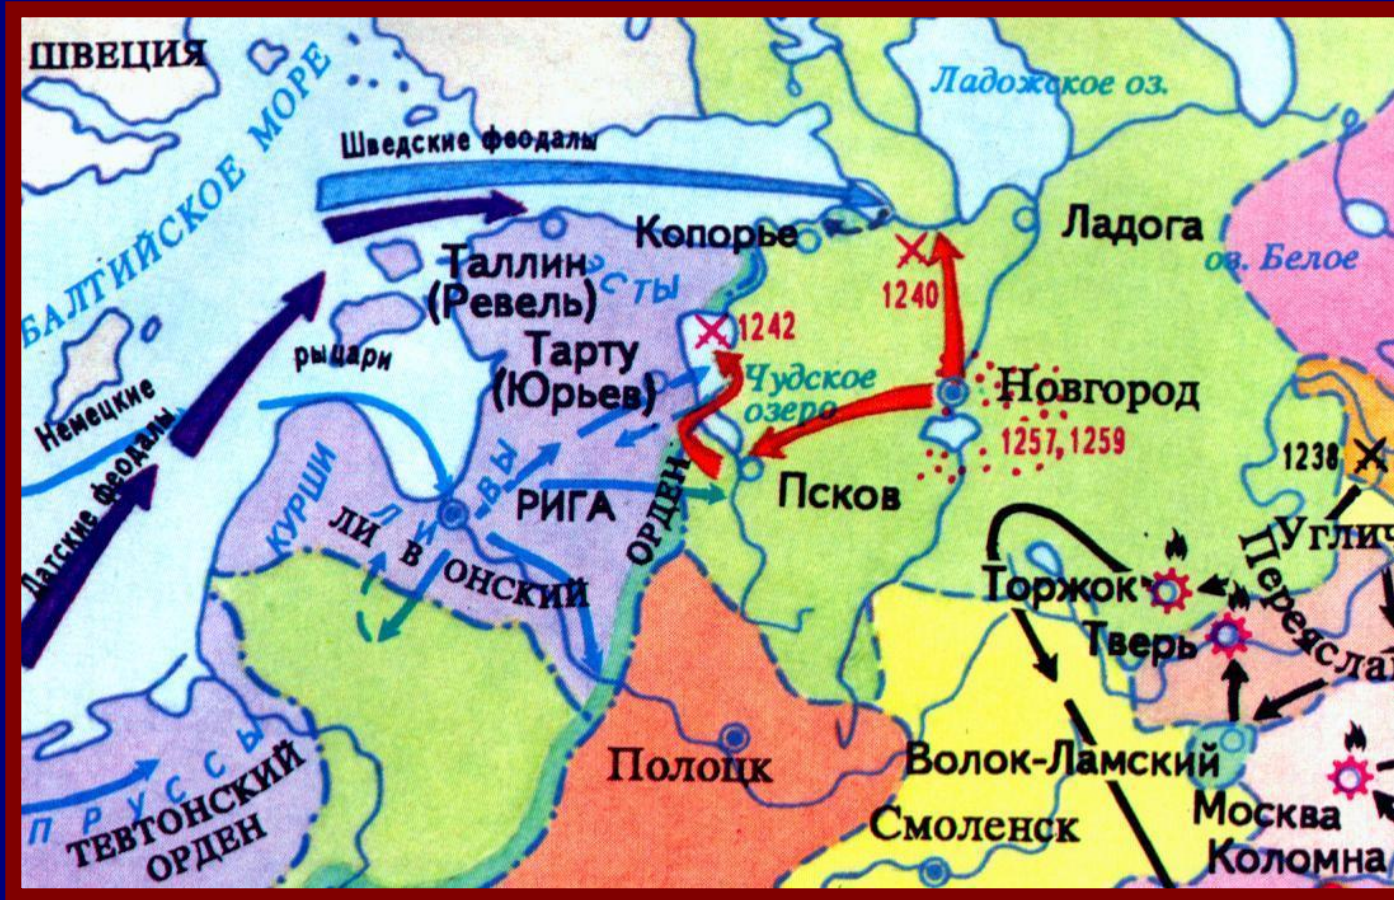 ШВЕЦИЯ
БАЛТИЙСКОЕ МОРЕ
Шведские феодалы
Ладожское оз.
Копорье
Ладога
оз. Белое
Таллин
(Ревель)
эсты
1240
1242
рыцари
Тарту
(Юрьев)
Чудское
озеро
Новгород
1257, 1259
Немецкие
Датские феодалы
1238
КУРШИ
ЛИВЫ
РИГА
ОРДЕН
Псков
ЛИВОНСКИЙ
Углич
Переяслав
Торжок
Тверь
Полоцк
Волок-Ламский
ПРУССЫ
ТЕВТОНСКИЙ
ОРДЕН
Смоленск
Москва
Коломна